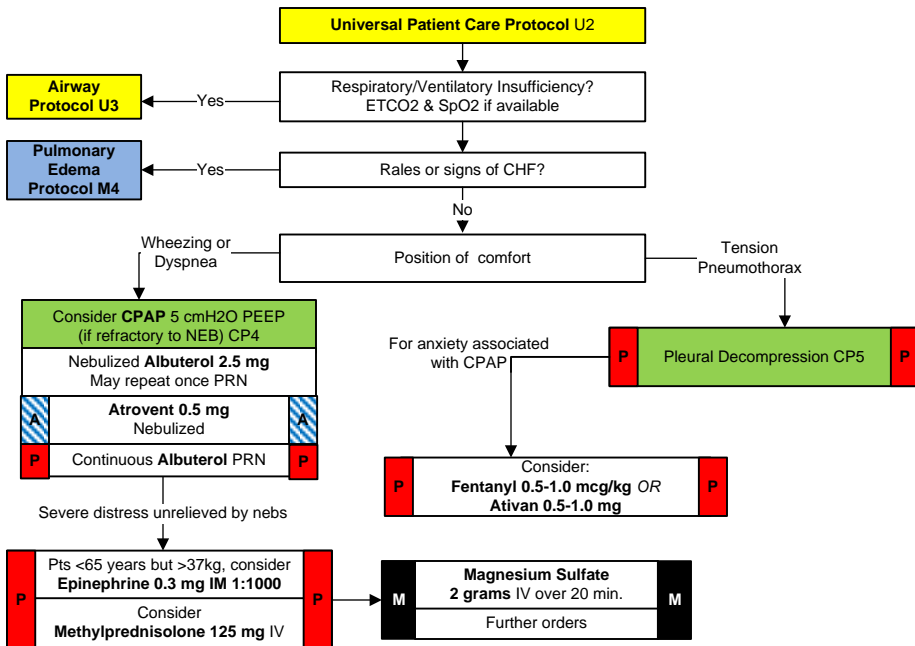 Universal Patient Care Protocol U2
Respiratory/Ventilatory Insufficiency?
ETCO2 & SpO2 if available
Yes
Airway
Protocol U3
Rales or signs of CHF?
Yes
Pulmonary
Edema
Protocol M4
No
Position of comfort
Wheezing or
Dyspnea
Tension
Pneumothorax
Consider CPAP 5 cmH2O PEEP
(if refractory to NEB) CP4
Nebulized Albuterol 2.5 mg
May repeat once PRN
A
Atrovent 0.5 mg
Nebulized
A
P
Continuous Albuterol PRN
P
P
Pleural Decompression CP5
P
For anxiety associated
with CPAP
P
Consider:
Fentanyl 0.5-1.0 mcg/kg OR
Ativan 0.5-1.0 mg
P
Severe distress unrelieved by nebs
P
Pts <65 years but >37kg, consider
Epinephrine 0.3 mg IM 1:1000
Consider
Methylprednisolone 125 mg IV
P
M
Magnesium Sulfate
2 grams IV over 20 min.
Further orders
M